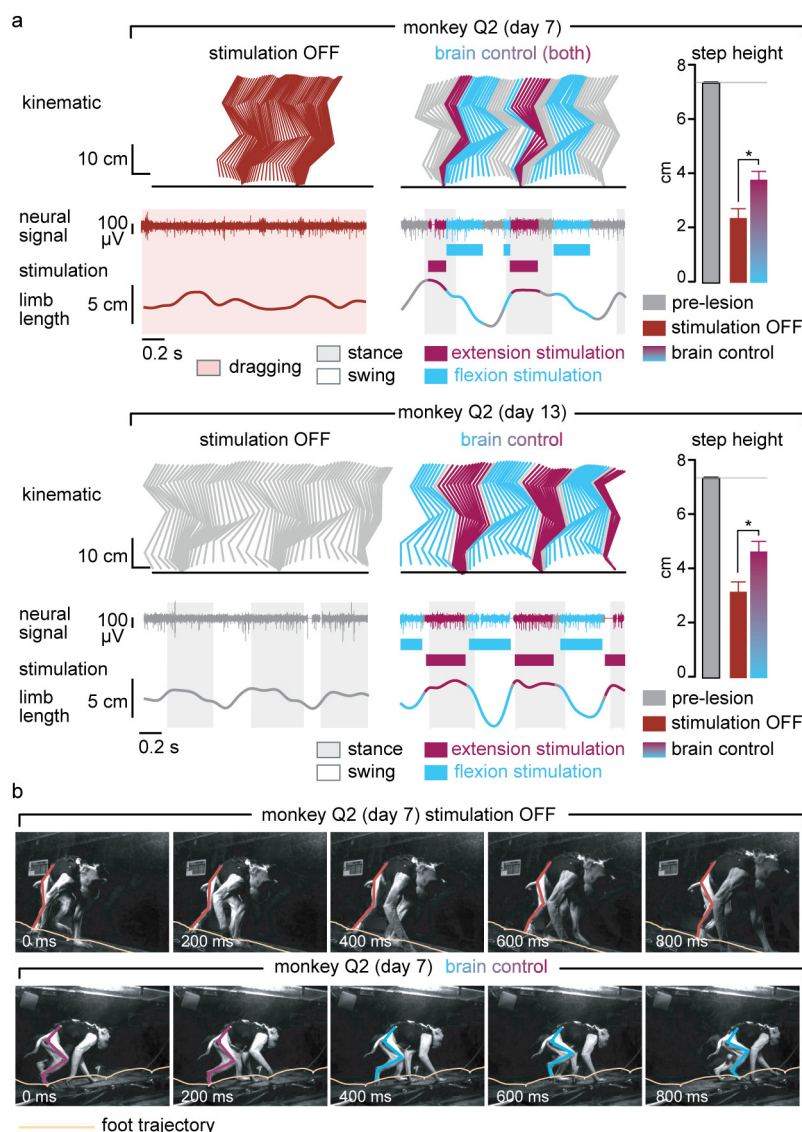 a
monkey Q2 (day 7)
stimulation OFF
brain control (both)
step height
kinematic
10 cm
8
6
4
2
0
cm
*
neural
signal
100
µV
stimulation
limb
length
5 cm
0.2 s
dragging
stance
swing
extension stimulation
flexion stimulation
pre-lesion
stimulation OFF
brain control
monkey Q2 (day 13)
stimulation OFF
brain control
step height
kinematic
10 cm
8
6
4
2
0
cm
*
neural
signal
100
µV
stimulation
limb
length
5 cm
0.2 s
stance
swing
extension stimulation
flexion stimulation
pre-lesion
stimulation OFF
brain control
b
monkey Q2 (day 7) stimulation OFF
0 ms
200 ms
400 ms
600 ms
800 ms
monkey Q2 (day 7) brain control
0 ms
200 ms
400 ms
600 ms
800 ms
foot trajectory